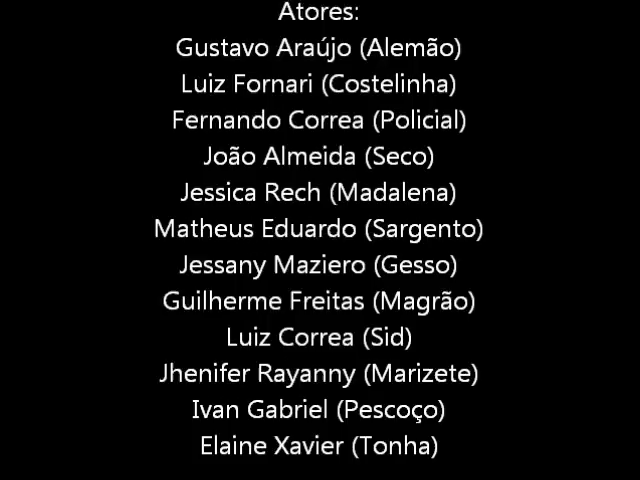 Atores:
Gustavo Araújo (Alemão)
Luiz Fornari (Costelinha)
Fernando Correa (Policial)
João Almeida (Seco)
Jessica Rech (Madalena)
Matheus Eduardo (Sargento)
Jessany Maziero (Gesso)
Guilherme Freitas (Magrão)
Luiz Correa (Sid)
Jhenifer Rayanny (Marizete)
Ivan Gabriel (Pescoço)
Elaine Xavier (Tonha)